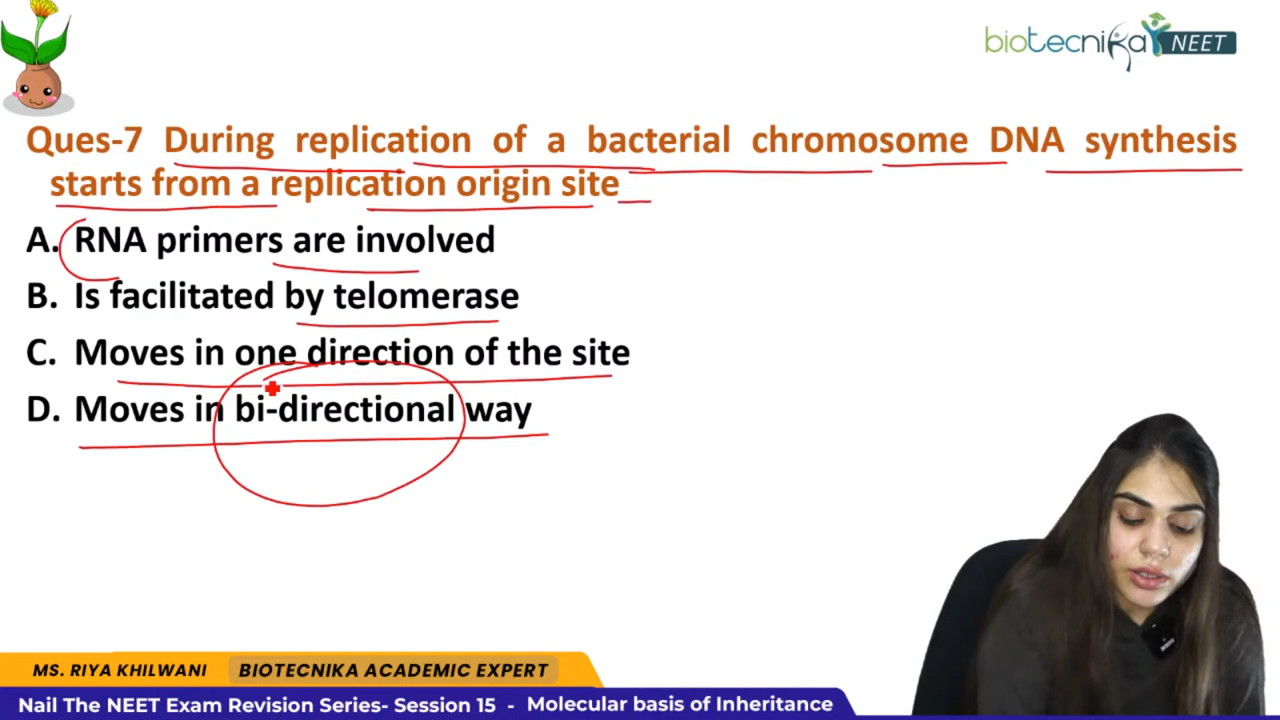 biotecnika NEET
Ques-7 During replication of a bacterial chromosome DNA synthesis
starts from a replication origin site
A. RNA primers are involved
B. Is facilitated by telomerase
C. Moves in one direction of the site
D. Moves in bi-directional way
MS. RIYA KHILWANI BIOTECNIKA ACADEMIC EXPERT
Nail The NEET Exam Revision Series- Session 15 - Molecular basis of Inheritance